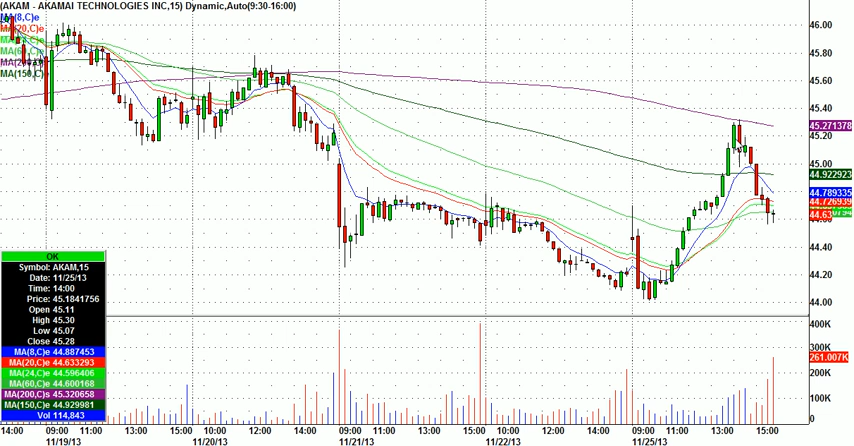 (AKAM - AKAMAI TECHNOLOGIES INC,15) Dynamic,Auto(9:30-16:00)
MA(8,C)e
MA(20,C)e
MA(150,C)
46.00
45.80
45.60
45.40
45.271378
45.20
45.00
44.922923
44.789335
44.726939
44.63
44.60
44.40
44.20
44.00
OK
Symbol: AKAM,15
Date: 11/25/13
Time: 14:00
Price: 45.1841756
Open 45.11
High 45.30
Low 45.07
Close 45.28
MA(8,C)e 44.887453
MA(20,C)e 44.633293
MA(24,C)e 44.596406
MA(60,C)e 44.600168
MA(200,C)s 45.320658
MA(150,C)e 44.929981
Vol 114,843
400K
300K
261.007K
200K
100K
0
14:00 09:00 11:00 13:00 15:00 10:00 12:00 14:00 09:00 11:00 13:00 15:00 10:00 12:00 14:00 09:00 11:00 13:00 15:00
11/19/13 11/20/13 11/21/13 11/22/13 11/25/13